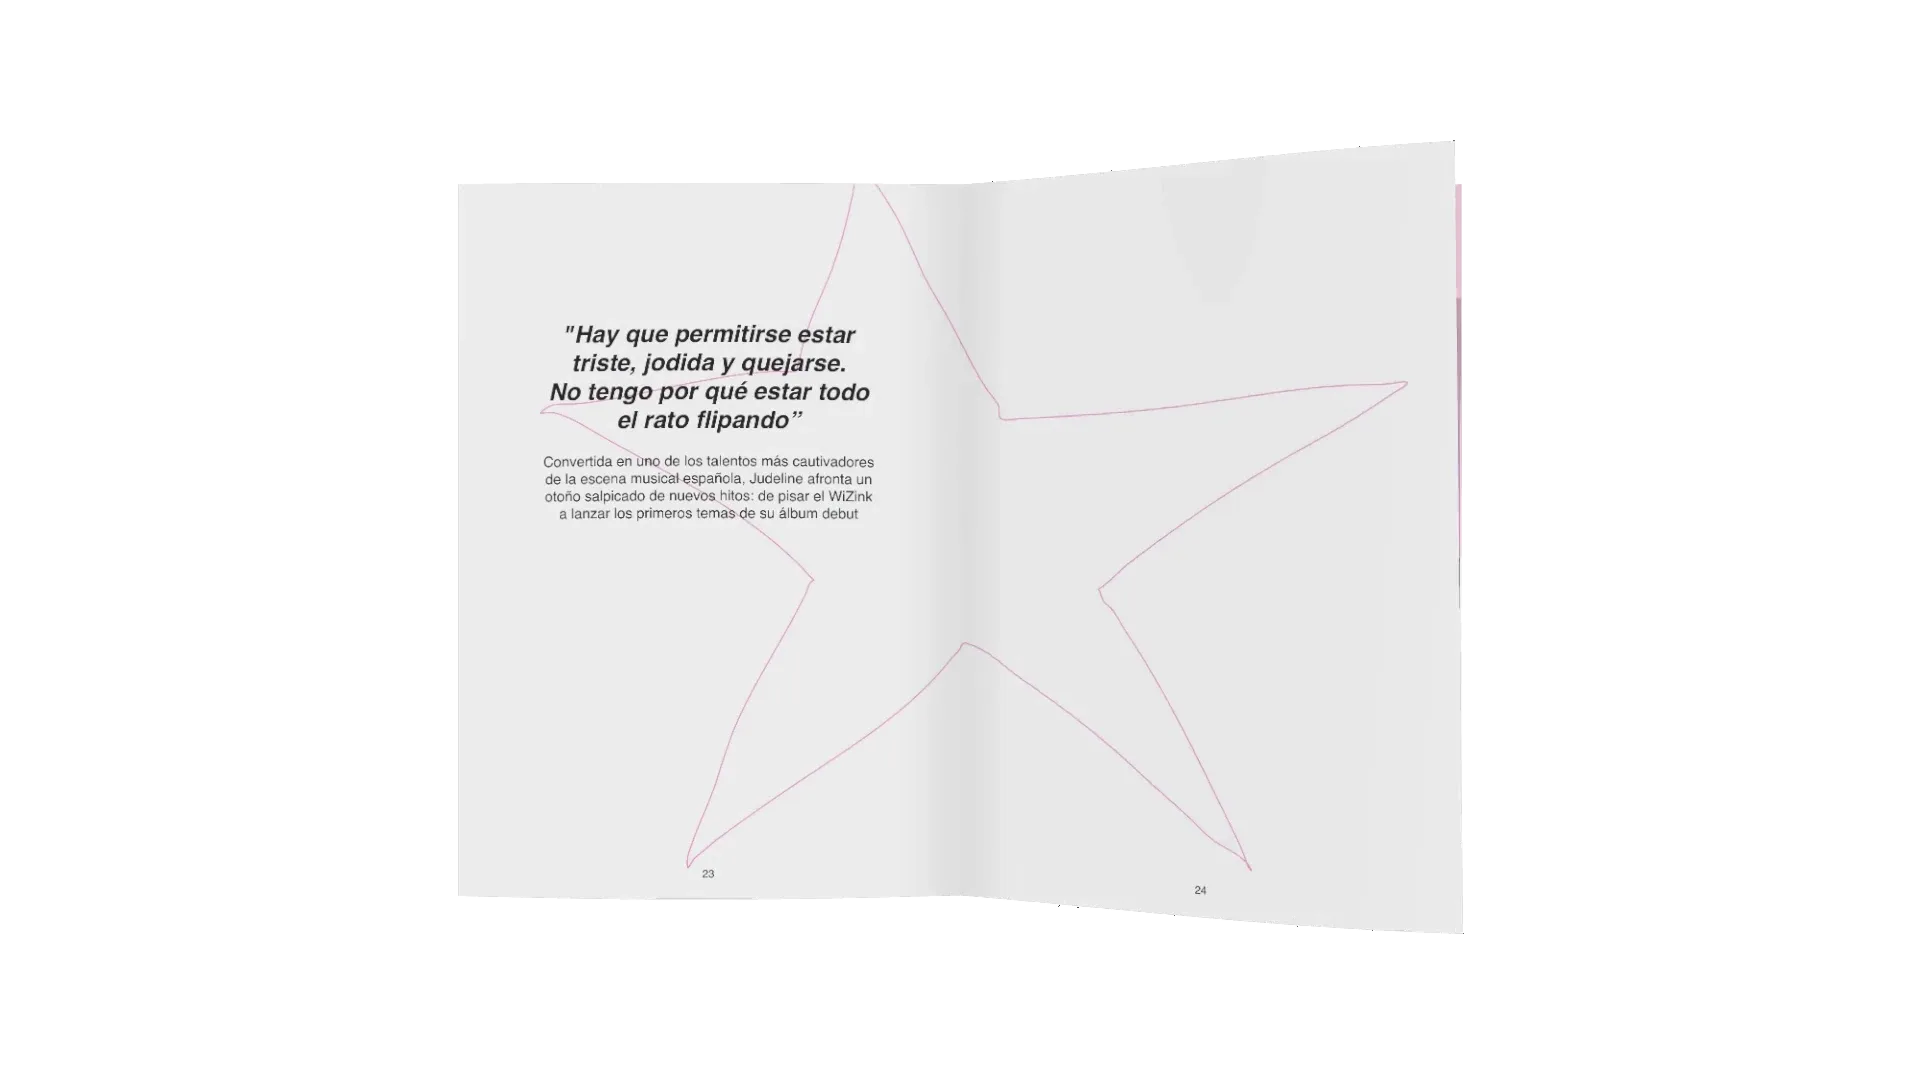 "Hay que permitirse estar
triste, jodida y quejarse.
No tengo por qué estar todo
el rato flipando”
Convertida en uno de los talentos más cautivadores
de la escena musical española, Judeline afronta un
otoño salpicado de nuevos hitos: de pisar el WiZink
a lanzar los primeros temas de su álbum debut
23
24